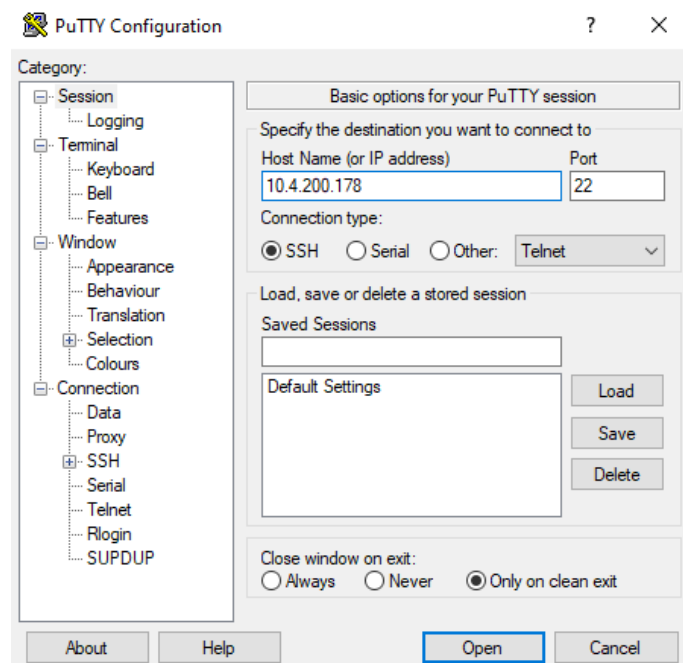 PuTTY Configuration
?
Category:
Session
Logging
Terminal
Keyboard
Bell
Features
Window
Appearance
Behaviour
Translation
Selection
Colours
Connection
Data
Proxy
SSH
Serial
Telnet
Rlogin
SUPDUP
Basic options for your PuTTY session
Specify the destination you want to connect to
Host Name (or IP address) Port
10.4.200.178 22
Connection type:
SSH Serial Other: Telnet
Load, save or delete a stored session
Saved Sessions
Default Settings
Load
Save
Delete
Close window on exit:
Always Never Only on clean exit
About Help Open Cancel